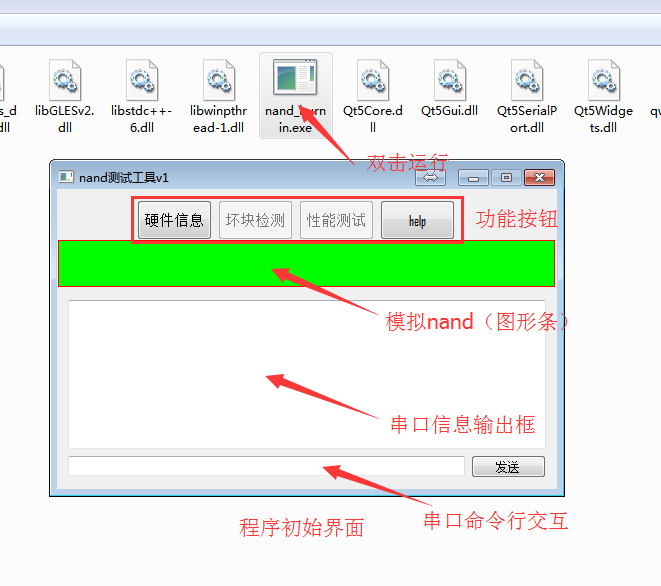 s_d
dll
libGLESv2.
dll
libstdc++-
6.dll
libwinpthr
ead-1.dll
in.exe
Qt5Core.d
ll
Qt5Gui.dll
Qt5SerialP
ort.dll
Qt5Widge
ts.dll
双击运行
nand测试工具v1
硬件信息
坏块检测
性能测试
help
功能按钮
模拟nand（图形条）
串口信息输出框
发送
程序初始界面
串口命令行交互